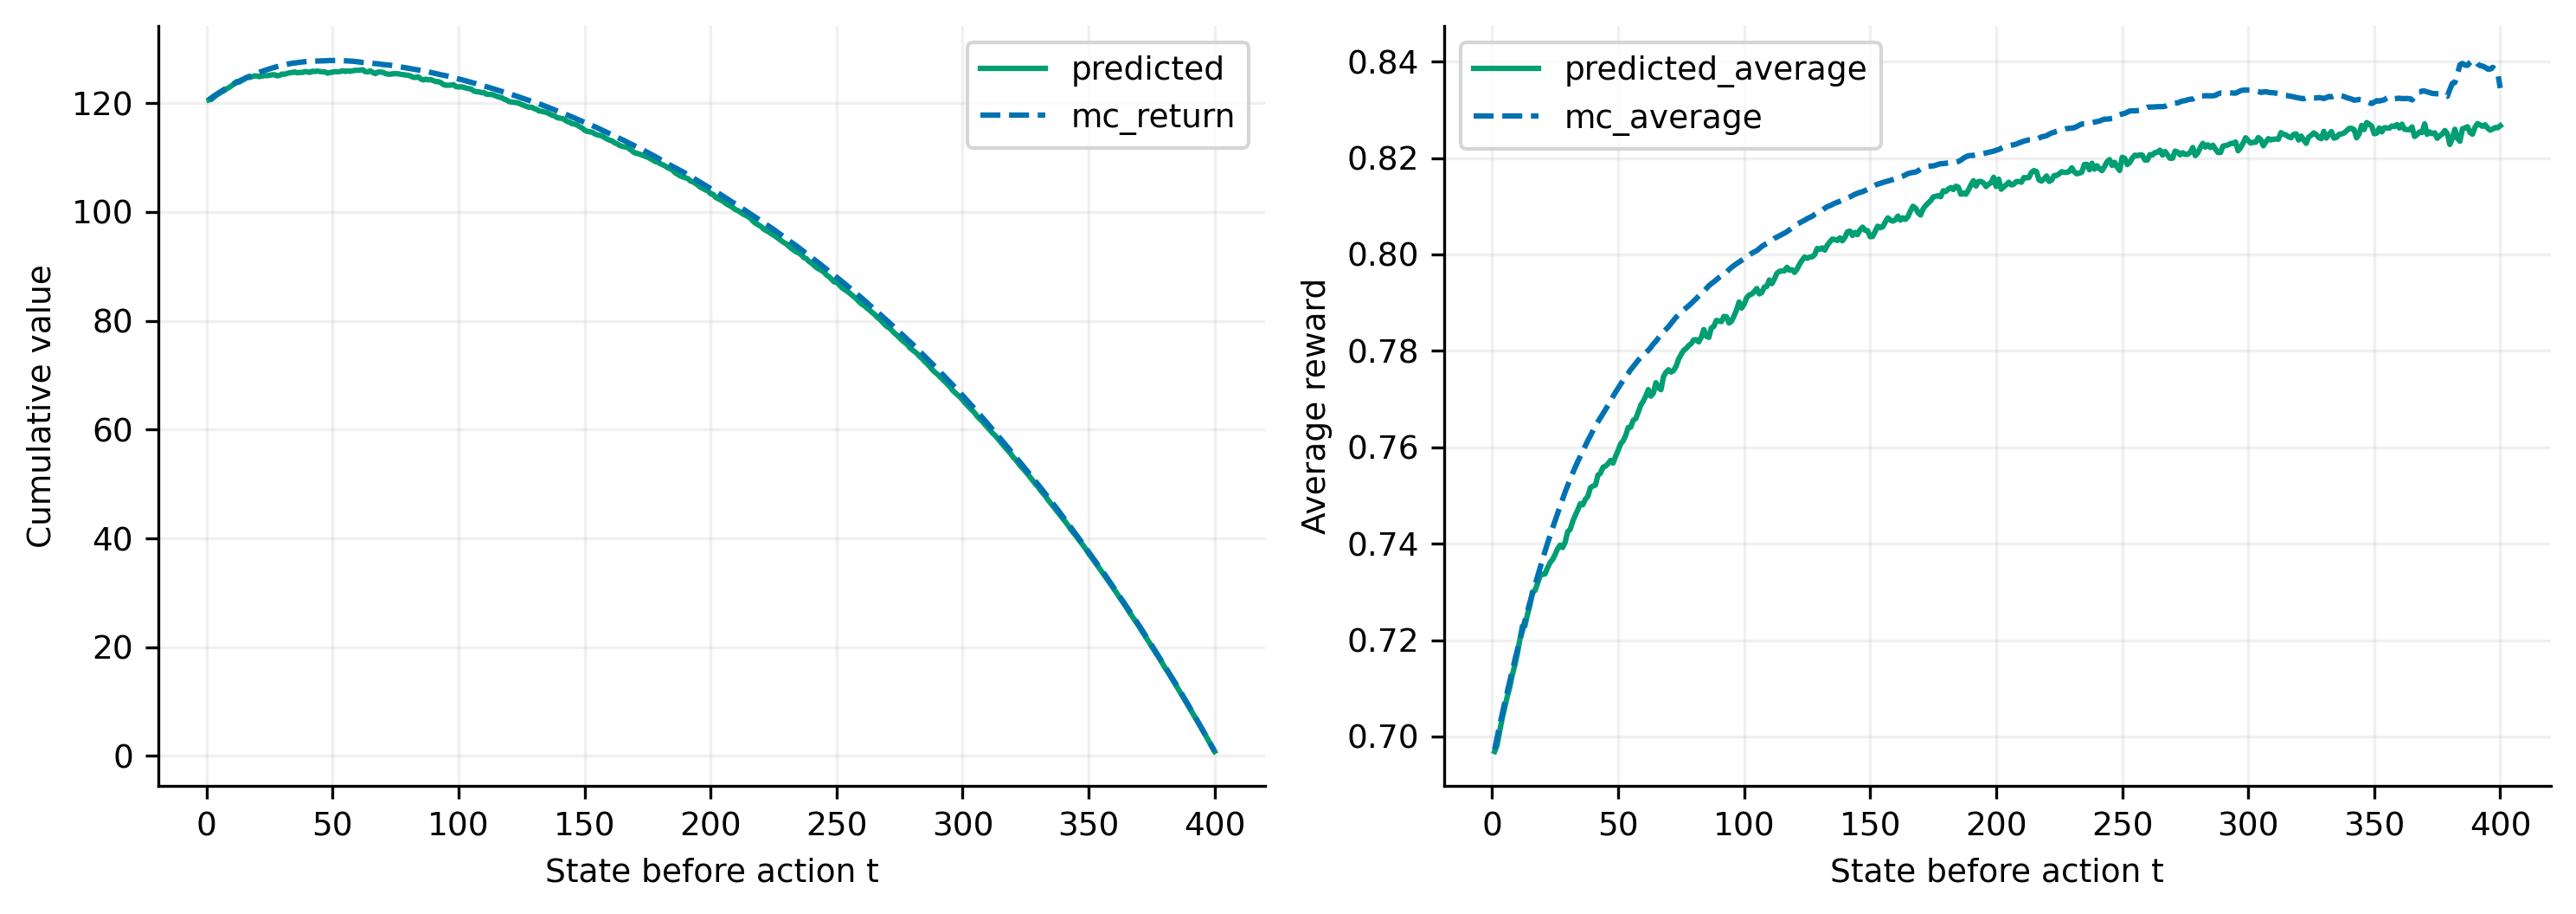 predicted
mc_return
Cumulative value
120
100
80
60
40
20
0
0 50 100 150 200 250 300 350 400
State before action t
predicted_average
mc_average
Average reward
0.84
0.82
0.80
0.78
0.76
0.74
0.72
0.70
0 50 100 150 200 250 300 350 400
State before action t